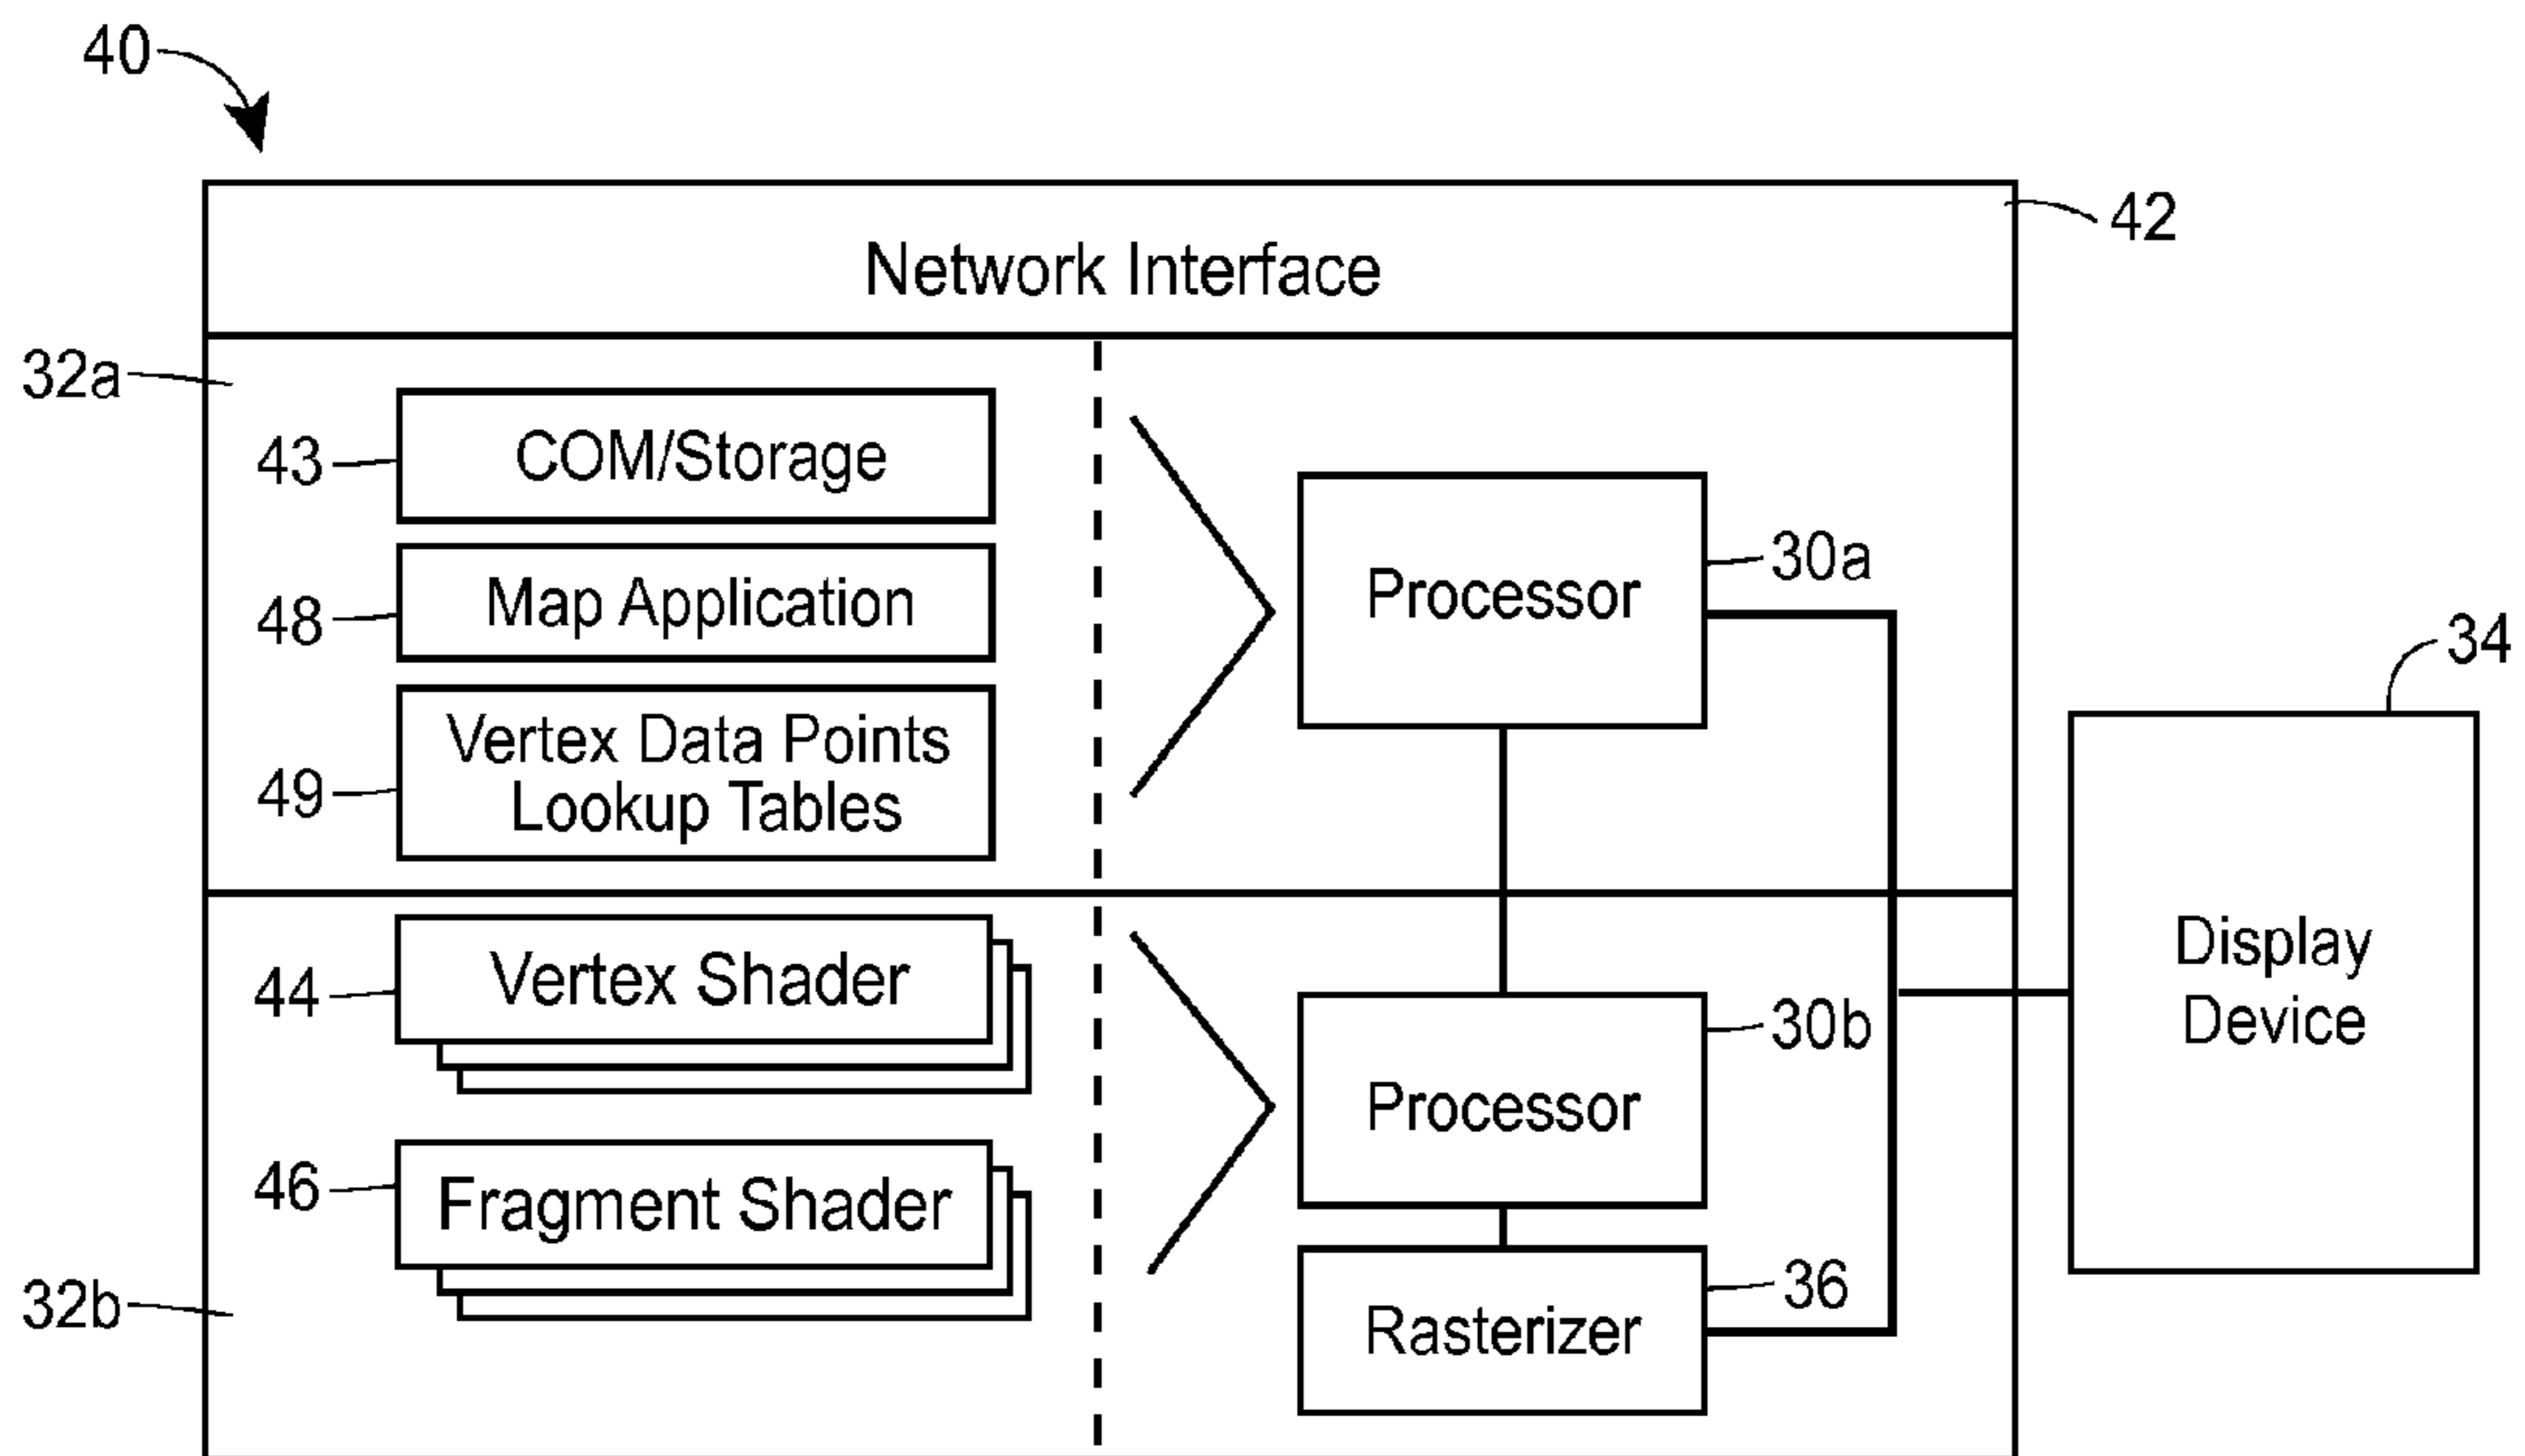 40
42
Network Interface
32a
43
COM/Storage
48
Map Application
49
Vertex Data Points
Lookup Tables
Processor
30a
34
Display
Device
44
Vertex Shader
46
Fragment Shader
32b
30b
Processor
36
Rasterizer